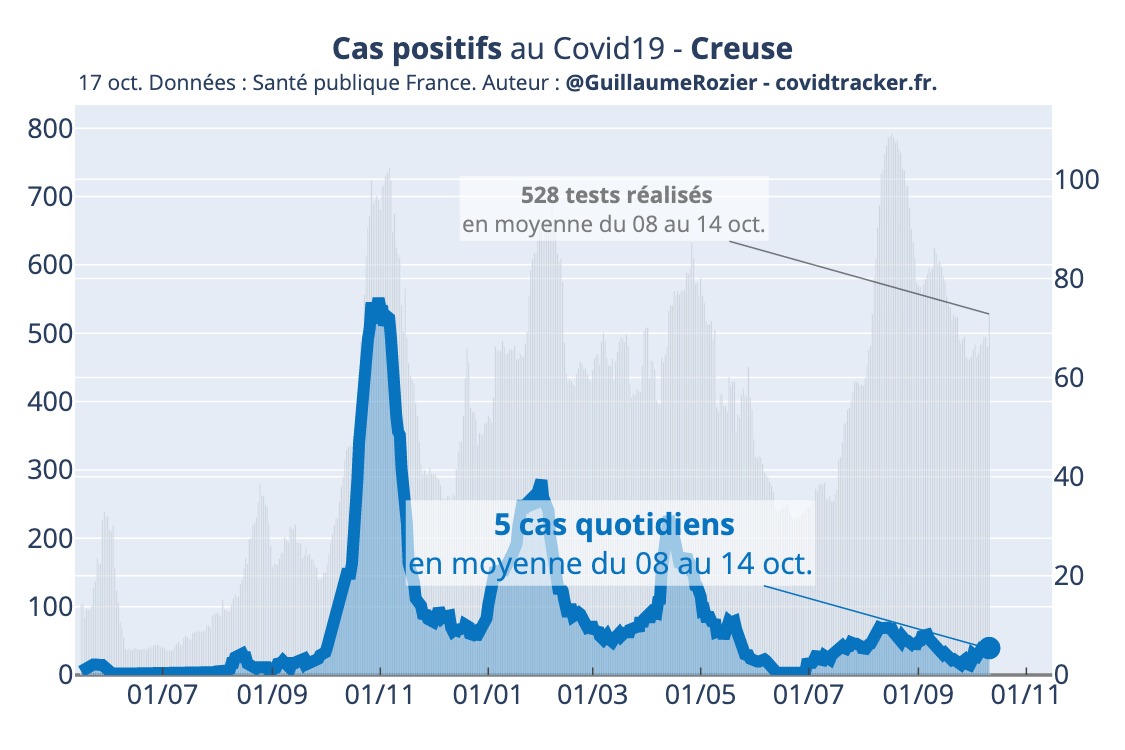 Cas positifs au Covid19 - Creuse
17 oct. Données : Santé publique France. Auteur : @GuillaumeRozier - covidtracker.fr.
800
700
600
500
400
300
200
100
0
100
80
60
40
20
0
528 tests réalisés
en moyenne du 08 au 14 oct.
5 cas quotidiens
en moyenne du 08 au 14 oct.
01/07 01/09 01/11 01/01 01/03 01/05 01/07 01/09 01/11